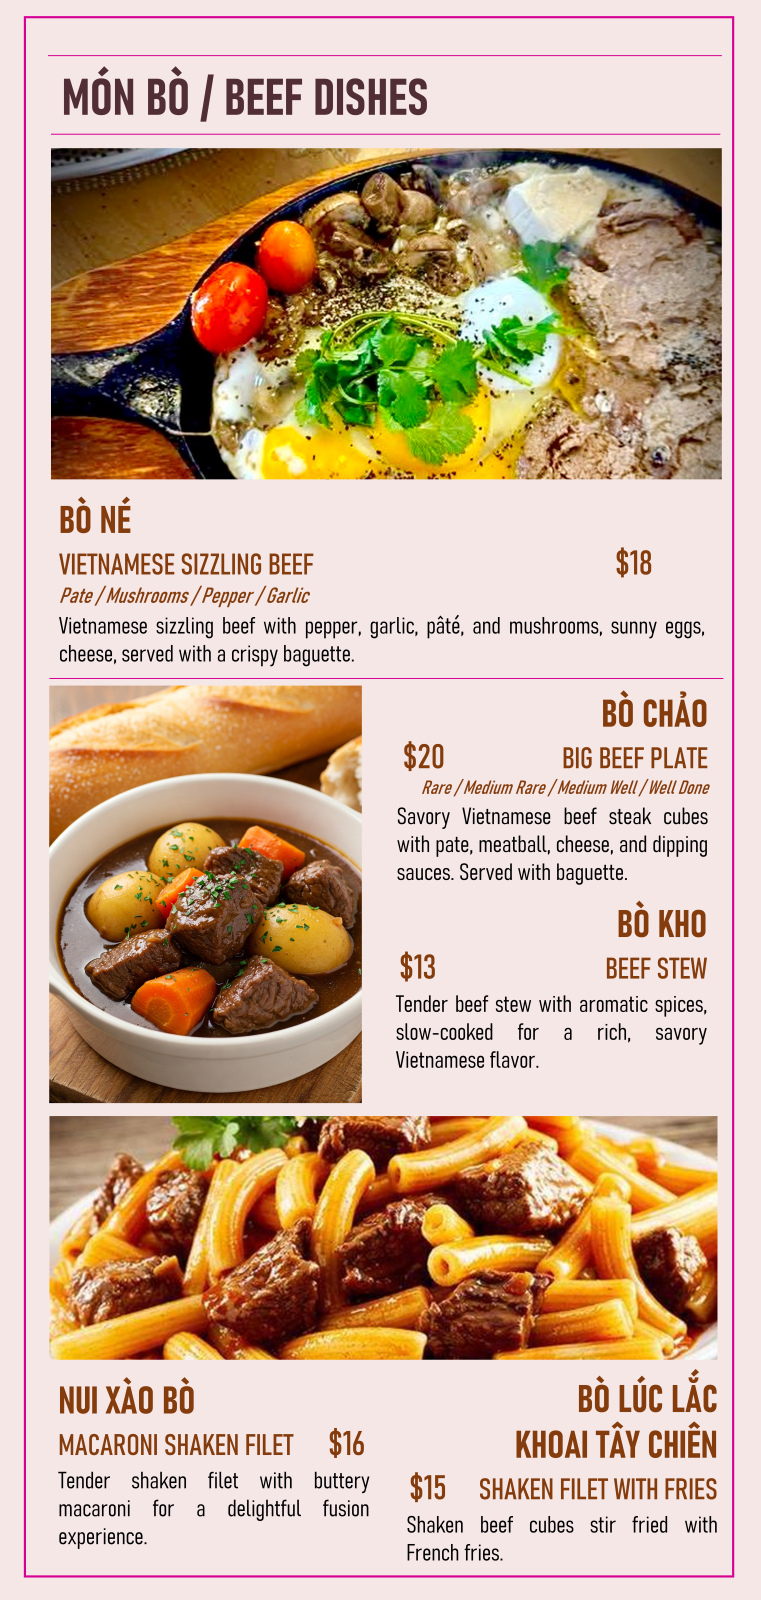 MÓN BÒ / BEEF DISHES
BÒ NÉ
VIETNAMESE SIZZLING BEEF $18
Pate / Mushrooms / Pepper / Garlic
Vietnamese sizzling beef with pepper, garlic, pâté, and mushrooms, sunny eggs,
cheese, served with a crispy baguette.
BÒ CHẢO
$20 BIG BEEF PLATE
Rare / Medium Rare / Medium Well / Well Done
Savory Vietnamese beef steak cubes
with pate, meatball, cheese, and dipping
sauces. Served with baguette.
BÒ KHO
$13 BEEF STEW
Tender beef stew with aromatic spices,
slow-cooked for a rich, savory
Vietnamese flavor.
NUI XÀO BÒ
MACARONI SHAKEN FILET $16
Tender shaken filet with buttery
macaroni for a delightful fusion
experience.
BÒ LÚC LẮC
KHOAI TÂY CHIÊN
$15 SHAKEN FILET WITH FRIES
Shaken beef cubes stir fried with
French fries.